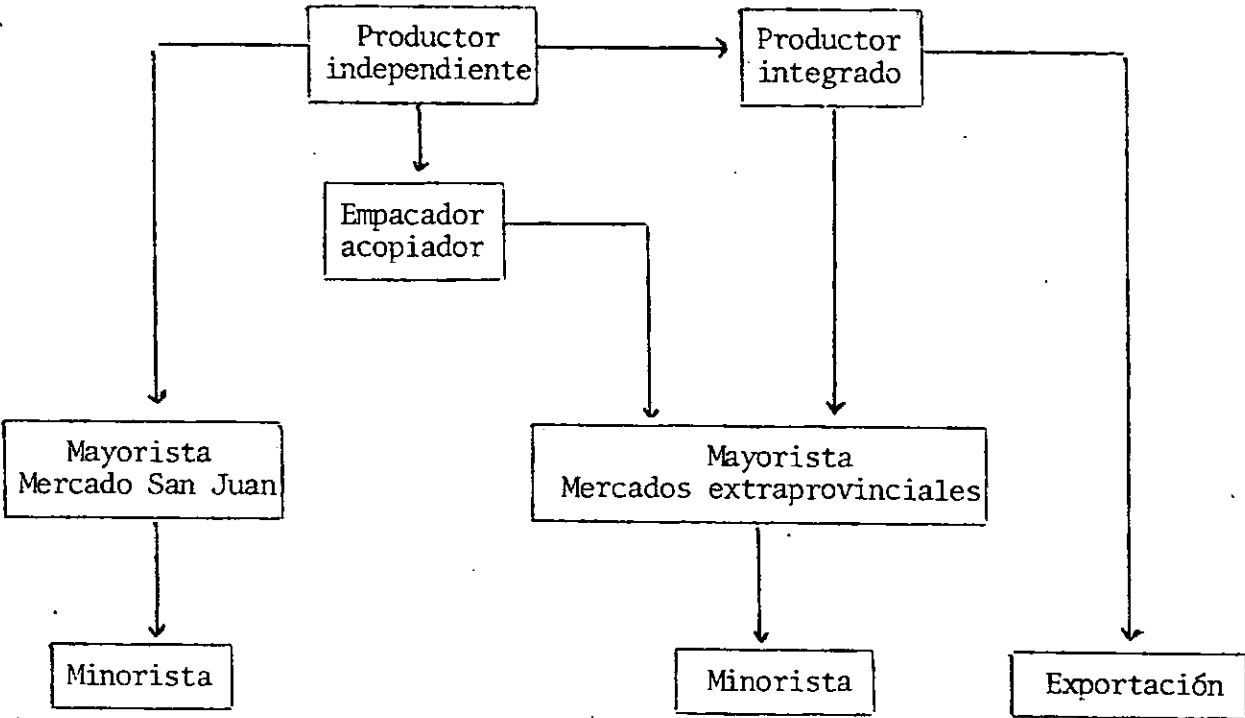 Productor
independiente
Productor
integrado
Empacador
acopiador
Mayorista
Mercado San Juan
Mayorista
Mercados extraprovinciales
Minorista
Minorista
Exportación